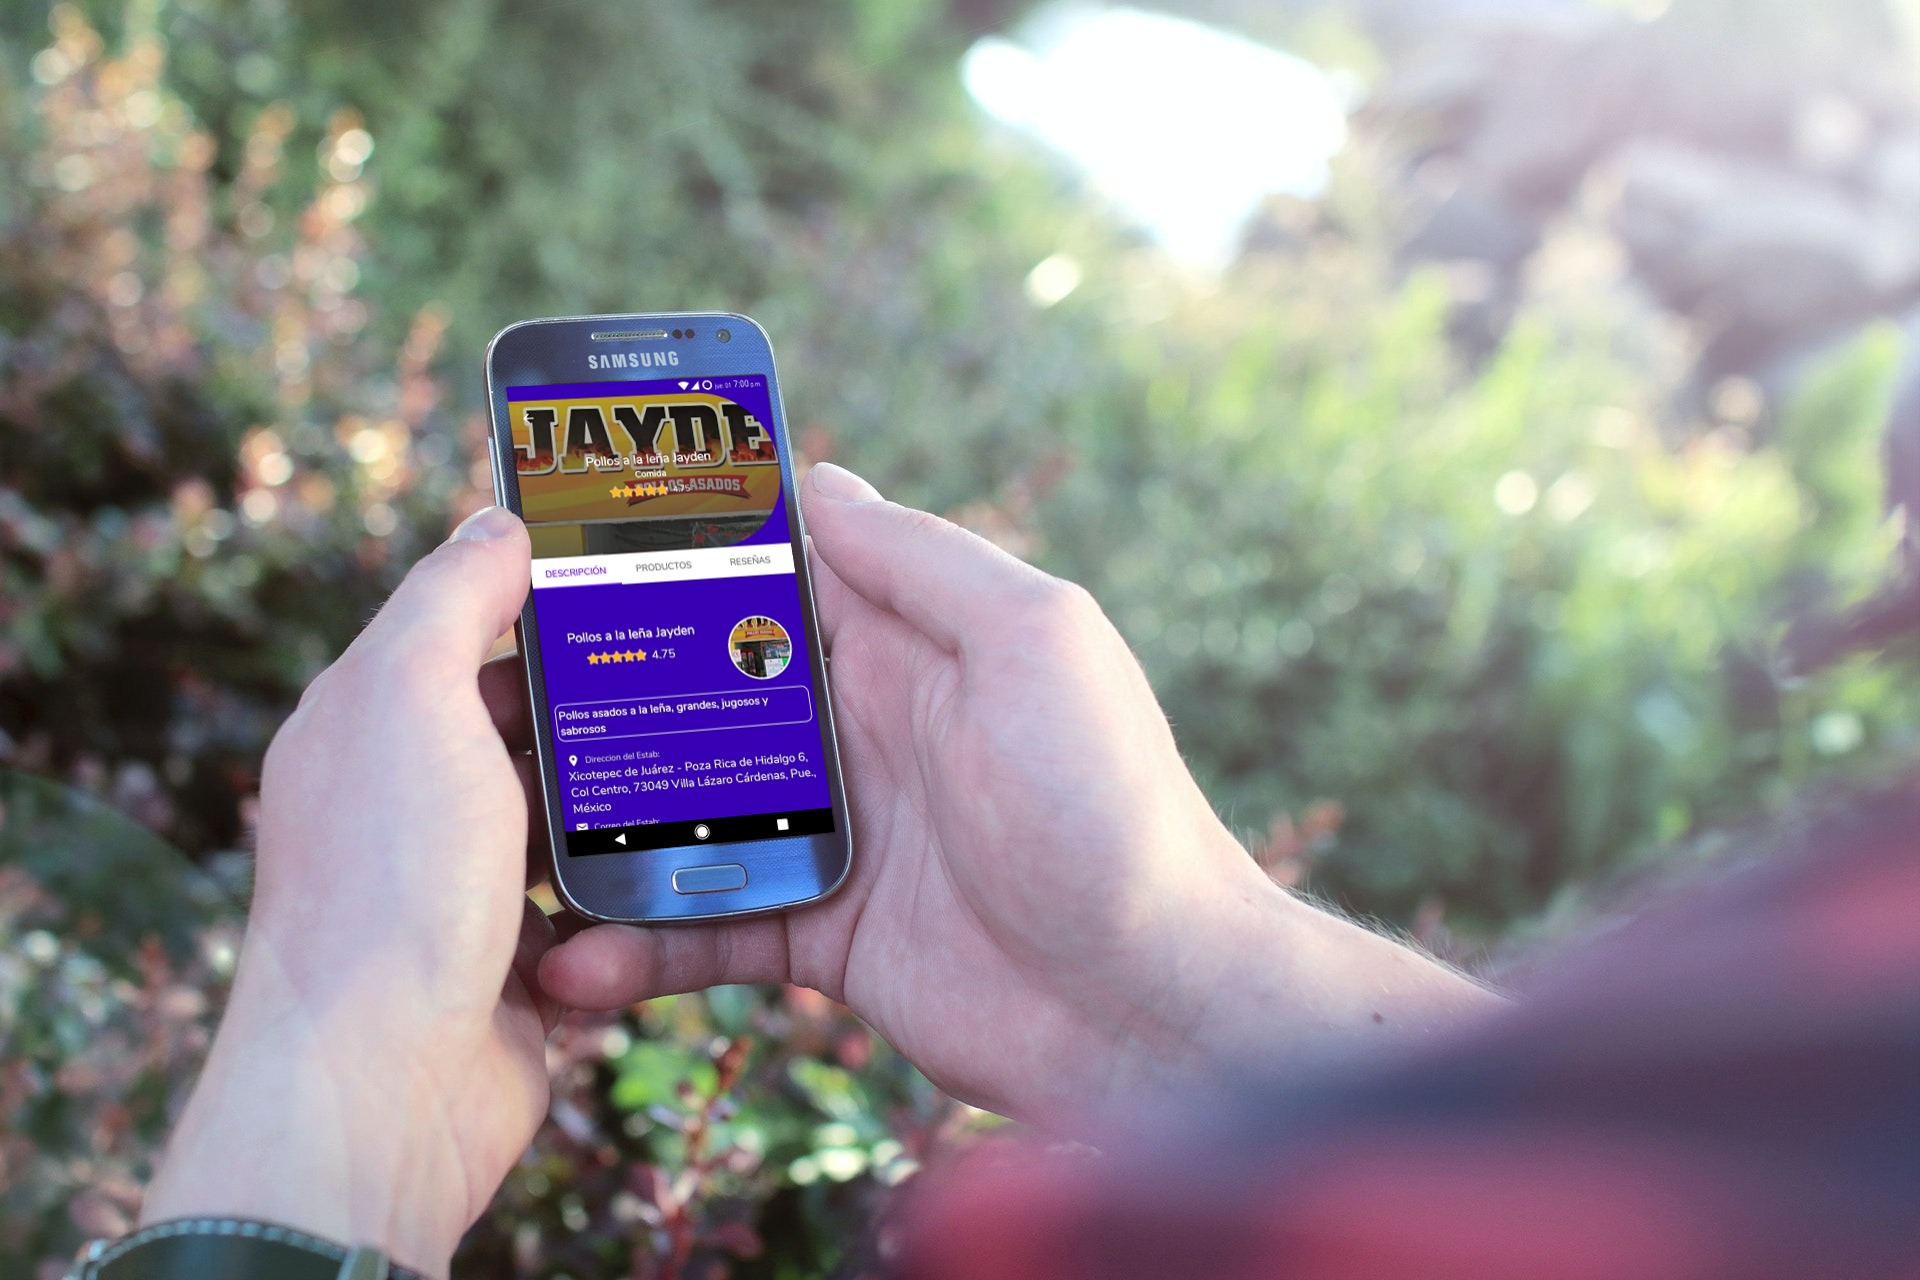 SAMSUNG
jue. 01 7:00 p.m.
JAYDE
Pollos a la leña Jayden
Comida
4.75
POLLOS ASADOS
DESCRIPCIÓN PRODUCTOS RESEÑAS
Pollos a la leña Jayden
4.75
Pollos asados a la leña, grandes, jugosos y
sabrosos
Direccion del Estab:
Xicotepec de Juárez - Poza Rica de Hidalgo 6,
Col Centro, 73049 Villa Lázaro Cárdenas, Pue.,
México
Correo del Estab: